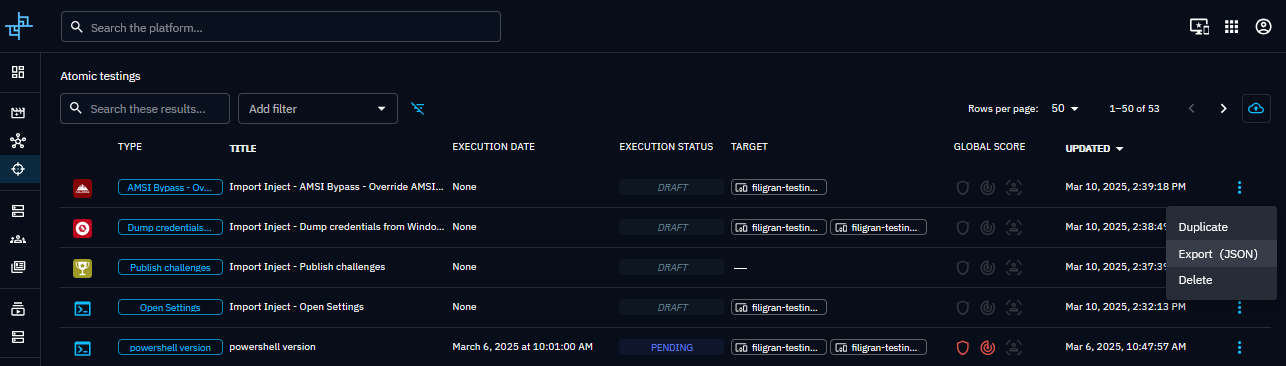 Search the platform...
Atomic testings
Search these results... Add filter Rows per page: 50 1–50 of 53
TYPE TITLE EXECUTION DATE EXECUTION STATUS TARGET GLOBAL SCORE UPDATED
AMSI Bypass - Ov... Import Inject - AMSI Bypass - Override AMSI... None DRAFT filigran-testin... Mar 10, 2025, 2:39:18 PM
Dump credentials... Import Inject - Dump credentials from Windo... None DRAFT filigran-testin... filigran-testin... Mar 10, 2025, 2:38:49
Duplicate
Publish challenges Import Inject - Publish challenges None DRAFT — Mar 10, 2025, 2:37:39
Export (JSON)
Delete
Open Settings Import Inject - Open Settings None DRAFT filigran-testin... Mar 10, 2025, 2:32:13 PM
powershell version powershell version March 6, 2025 at 10:01:00 AM PENDING filigran-testin... filigran-testin... Mar 6, 2025, 10:47:57 AM